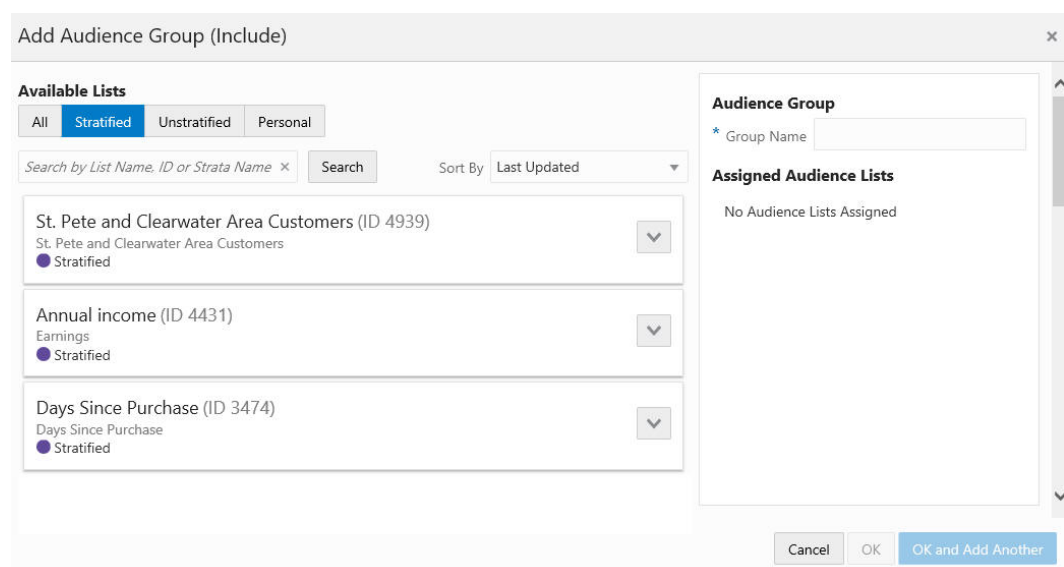 Add Audience Group (Include)
×
Available Lists
All Stratified Unstratified Personal
Search by List Name, ID or Strata Name × Search Sort By Last Updated
St. Pete and Clearwater Area Customers (ID 4939)
St. Pete and Clearwater Area Customers
Stratified
Annual income (ID 4431)
Earnings
Stratified
Days Since Purchase (ID 3474)
Days Since Purchase
Stratified
Audience Group
* Group Name
Assigned Audience Lists
No Audience Lists Assigned
Cancel OK OK and Add Another